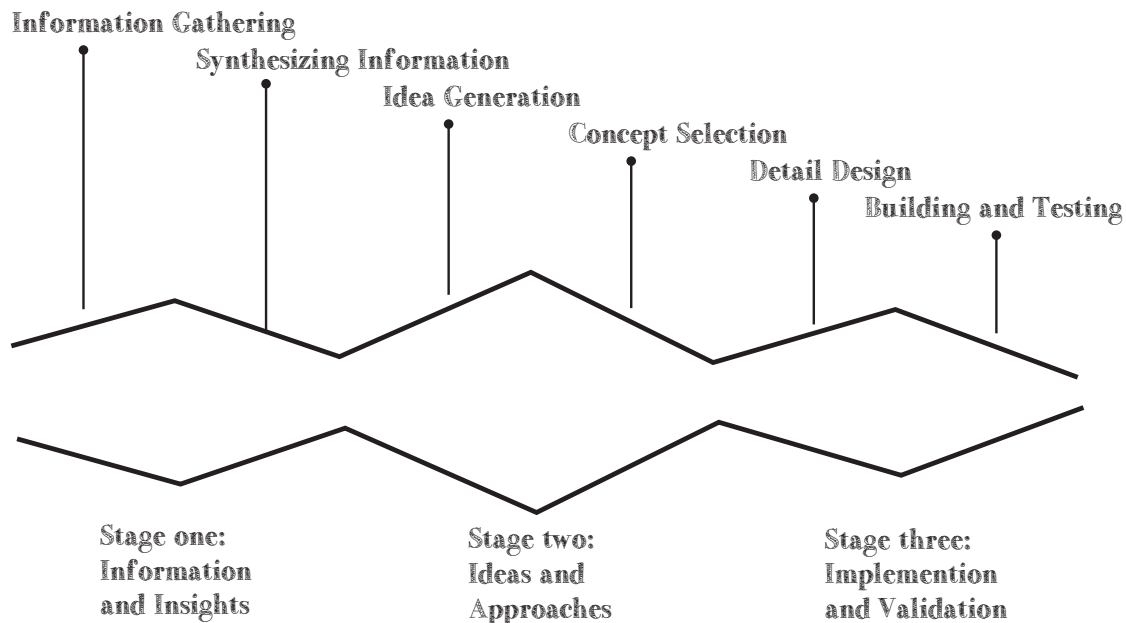 Information Gathering
Synthesizing Information
Idea Generation
Concept Selection
Detail Design
Building and Testing
Stage one:
Information
and Insights
Stage two:
Ideas and
Approaches
Stage three:
Implemention
and Validation